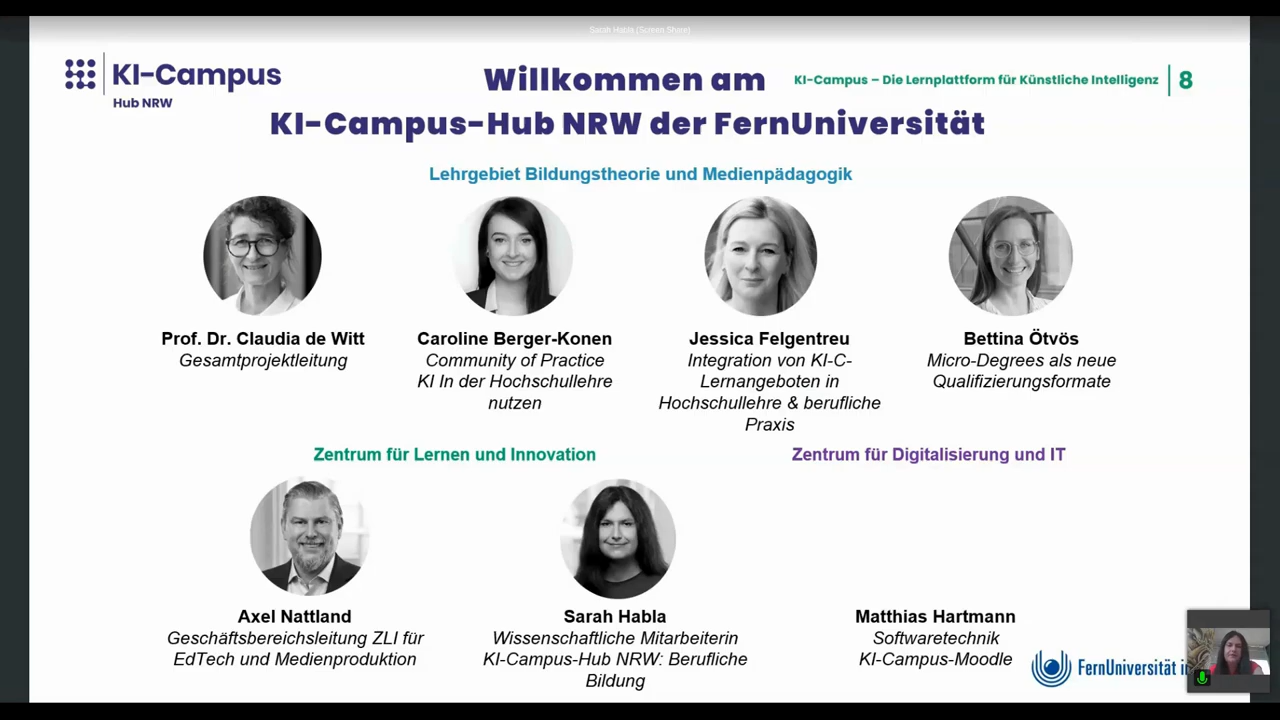 Sarah Habla (Screen Share)
KI-Campus
Hub NRW
KI-Campus – Die Lernplattform für Künstliche Intelligenz
8
Willkommen am
KI-Campus-Hub NRW der FernUniversität
Lehrgebiet Bildungstheorie und Medienpädagogik
Prof. Dr. Claudia de Witt
Gesamtprojektleitung
Caroline Berger-Konen
Community of Practice
KI In der Hochschullehre
nutzen
Jessica Felgentreu
Integration von KI-C-
Lernangeboten in
Hochschullehre & berufliche
Praxis
Bettina Ötvös
Micro-Degrees als neue
Qualifizierungsformate
Zentrum für Lernen und Innovation
Zentrum für Digitalisierung und IT
Axel Nattland
Geschäftsbereichsleitung ZLI für
EdTech und Medienproduktion
Sarah Habla
Wissenschaftliche Mitarbeiterin
KI-Campus-Hub NRW: Berufliche
Bildung
Matthias Hartmann
Softwaretechnik
KI-Campus-Moodle
FernUniversität i